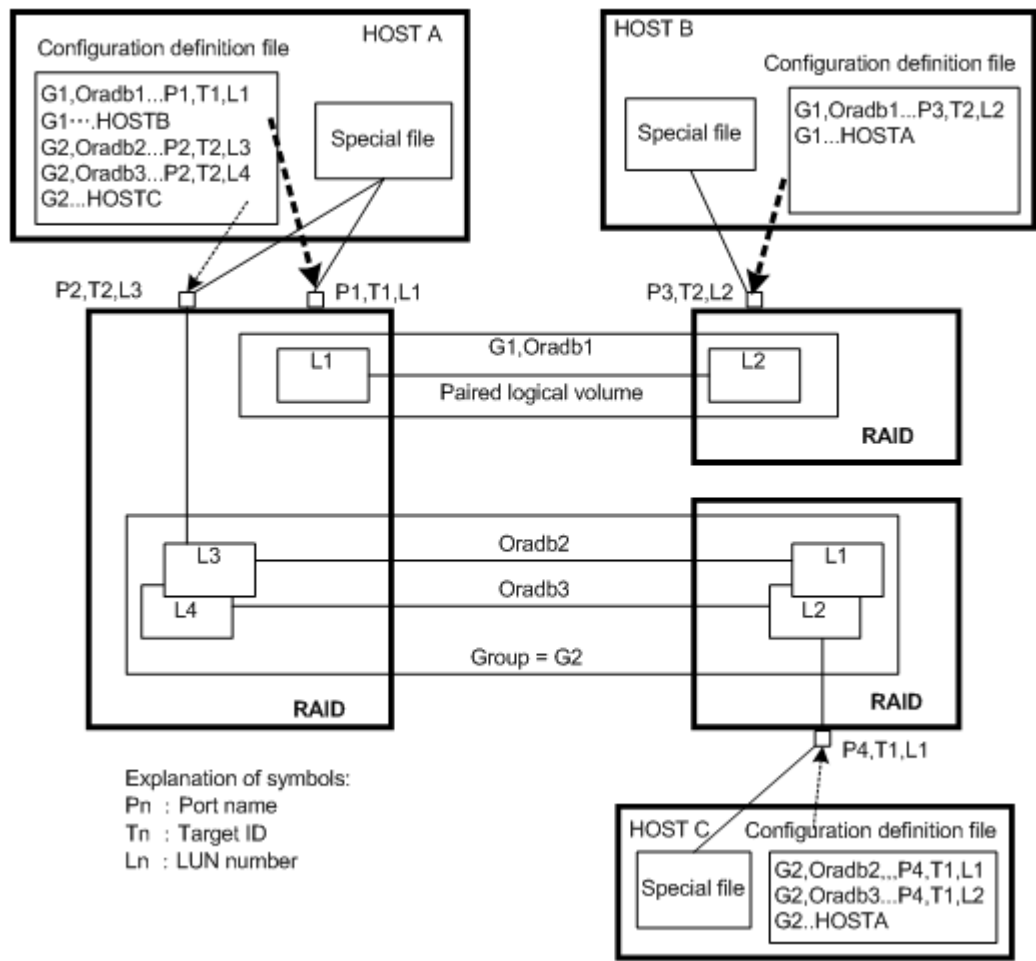 HOST A
Configuration definition file
G1,Oradb1...P1,T1,L1
G1···.HOSTB
G2,Oradb2...P2,T2,L3
G2,Oradb3...P2,T2,L4
G2...HOSTC
Special file
HOST B
Configuration definition file
Special file
G1,Oradb1...P3,T2,L2
G1...HOSTA
P2,T2,L3
P1,T1,L1
P3,T2,L2
G1,Oradb1
L1
L2
Paired logical volume
RAID
Oradb2
L3
L1
Oradb3
L4
L2
Group = G2
RAID
RAID
P4,T1,L1
Explanation of symbols:
Pn : Port name
Tn : Target ID
Ln : LUN number
HOST C
Configuration definition file
Special file
G2,Oradb2,,,P4,T1,L1
G2,Oradb3...P4,T1,L2
G2..HOSTA